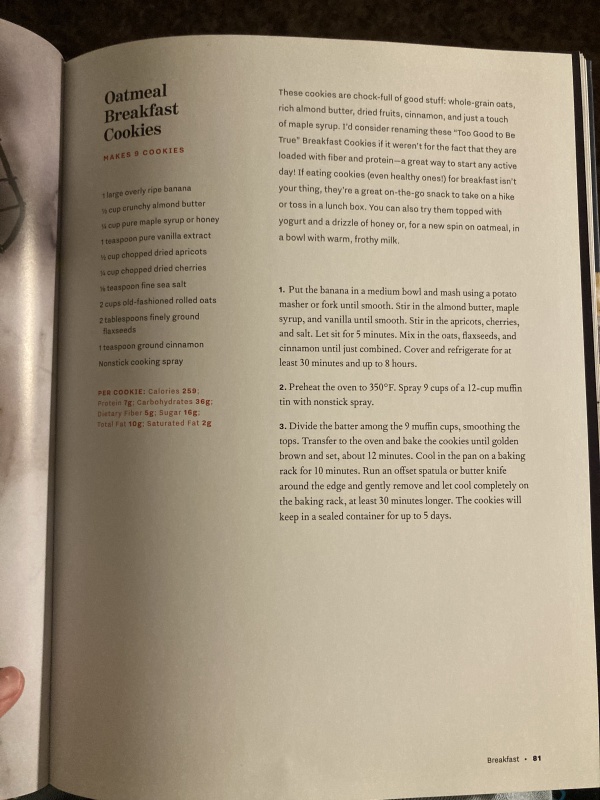 Oatmeal
Breakfast
Cookies
MAKES 9 COOKIES
1 large overly ripe banana
cup crunchy almond butter
cup pure maple syrup or honey
1 teaspoon pure vanilla extract
cup chopped dried apricots
cup chopped dried cherries
teaspoon fine sea salt
2 cups old-fashioned rolled oats
2 tablespoons finely ground
flaxseeds
1 teaspoon ground cinnamon
Nonstick cooking spray
PER COOKIE: Calories 259;
Protein 7g; Carbohydrates 36g;
Dietary Fiber 5g; Sugar 16g;
Total Fat 10g; Saturated Fat 2g
These cookies are chock-full of good stuff: whole-grain oats,
rich almond butter, dried fruits, cinnamon, and just a touch
of maple syrup. I'd consider renaming these "Too Good to Be
True" Breakfast Cookies if it weren't for the fact that they are
loaded with fiber and protein—a great way to start any active
day! If eating cookies (even healthy ones!) for breakfast isn't
your thing, they're a great on-the-go snack to take on a hike
or toss in a lunch box. You can also try them topped with
yogurt and a drizzle of honey or, for a new spin on oatmeal, in
a bowl with warm, frothy milk.
1. Put the banana in a medium bowl and mash using a potato
masher or fork until smooth. Stir in the almond butter, maple
syrup, and vanilla until smooth. Stir in the apricots, cherries,
and salt. Let sit for 5 minutes. Mix in the oats, flaxseeds, and
cinnamon until just combined. Cover and refrigerate for at
least 30 minutes and up to 8 hours.
2. Preheat the oven to 350°F. Spray 9 cups of a 12-cup muffin
tin with nonstick spray.
3. Divide the batter among the 9 muffin cups, smoothing the
tops. Transfer to the oven and bake the cookies until golden
brown and set, about 12 minutes. Cool in the pan on a baking
rack for 10 minutes. Run an offset spatula or butter knife
around the edge and gently remove and let cool completely on
the baking rack, at least 30 minutes longer. The cookies will
keep in a sealed container for up to 5 days.
Breakfast • 81